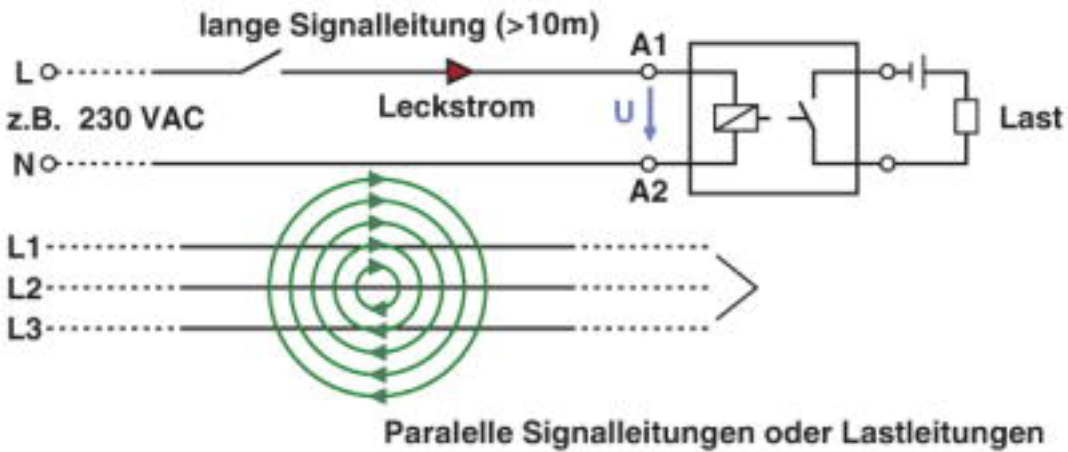 lange Signalleitung (>10m)
A1
L
Leckstrom
U
Last
z.B. 230 VAC
N
A2
L1
L2
L3
Paralelle Signalleitungen oder Lastleitungen